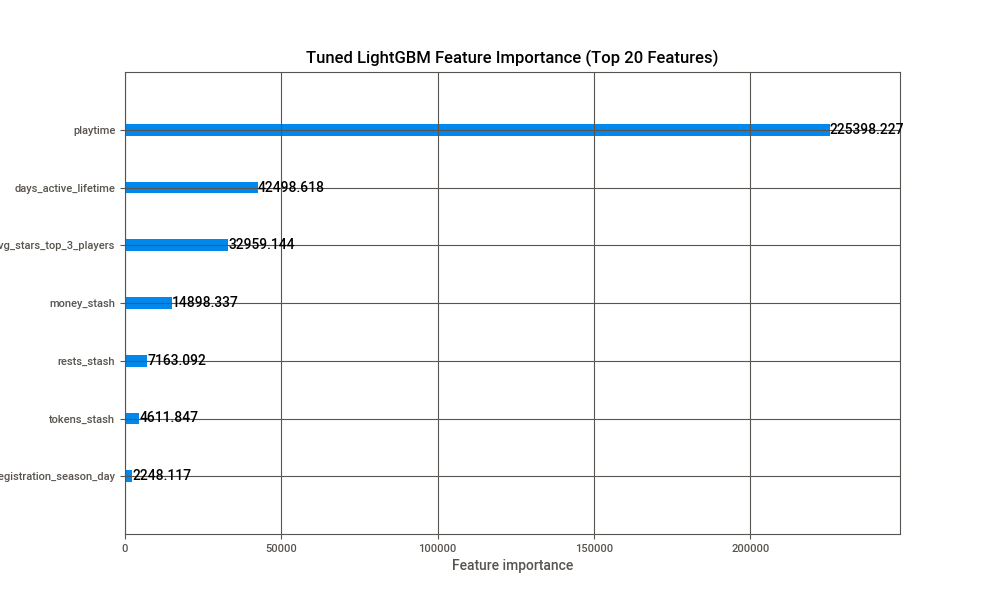 Tuned LightGBM Feature Importance (Top 20 Features)
playtime 225398.227
days_active_lifetime 42498.618
vg_stars_top_3_players 32959.144
money_stash 14898.337
rests_stash 7163.092
tokens_stash 4611.847
egistration_season_day 2248.117
0 50000 100000 150000 200000
Feature importance